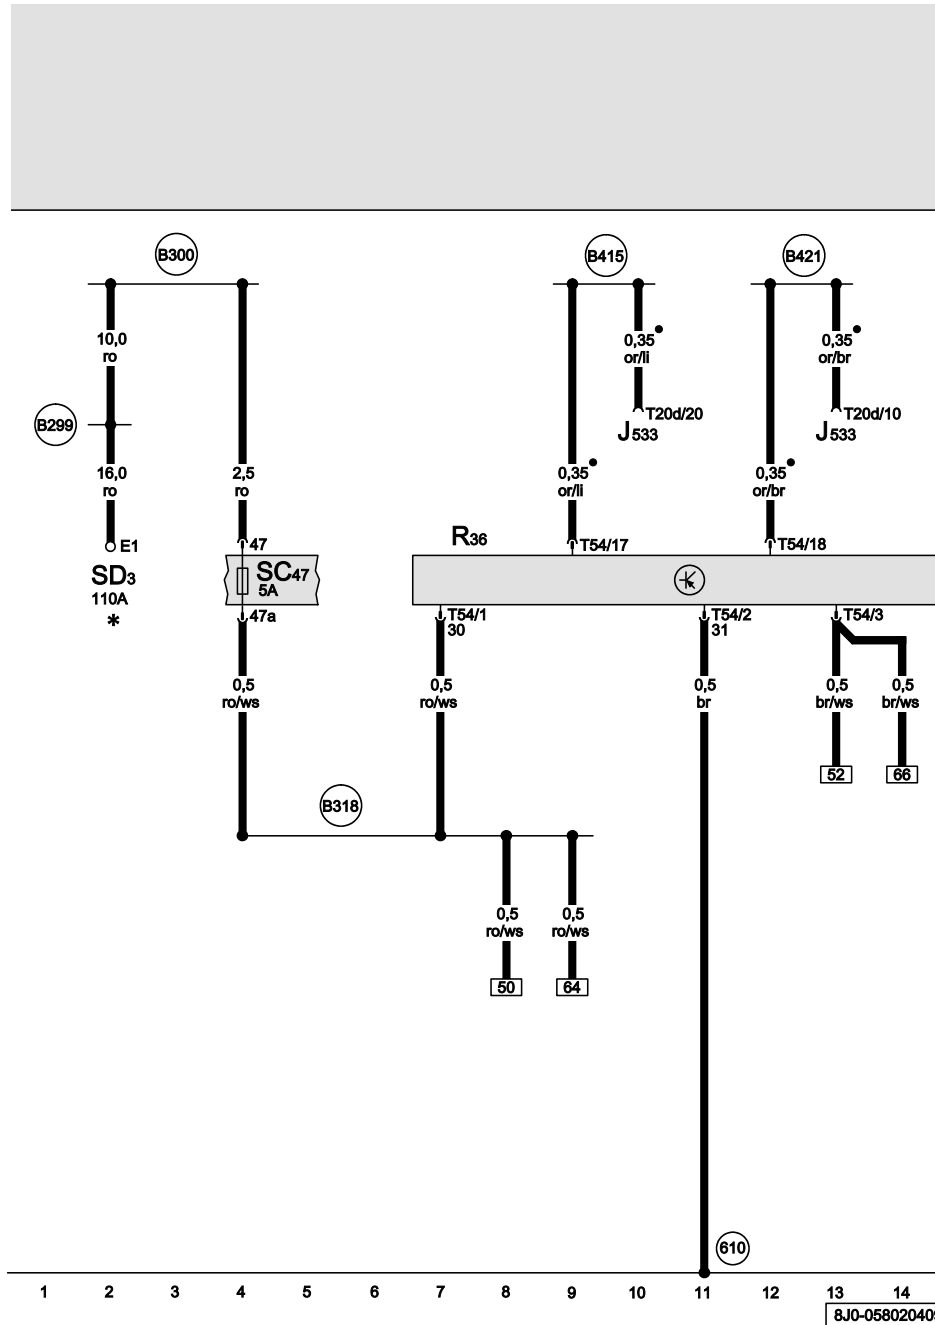 B300
B415
B421
10,0
ro
0,35
or/li
0,35
or/br
B299
T20d/20
J533
T20d/10
J533
16,0
ro
2,5
ro
0,35
or/li
0,35
or/br
E1
SD3
110A
*
47
SC47
5A
47a
R36
T54/17
T54/18
T54/1
30
T54/2
31
T54/3
0,5
ro/ws
0,5
ro/ws
0,5
br
0,5
br/ws
0,5
br/ws
52
66
B318
0,5
ro/ws
0,5
ro/ws
50
64
610
1 2 3 4 5 6 7 8 9 10 11 12 13 14